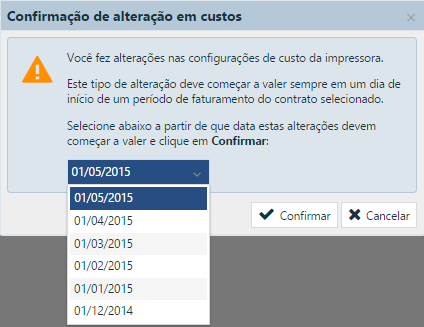 Confirmação de alteração em custos
×
Você fez alterações nas configurações de custo da impressora.
Este tipo de alteração deve começar a valer sempre em um dia de
início de um período de faturamento do contrato selecionado.
Selecione abaixo a partir de que data estas alterações devem
começar a valer e clique em Confirmar:
01/05/2015
01/05/2015
01/04/2015
01/03/2015
01/02/2015
01/01/2015
01/12/2014
Confirmar
Cancelar